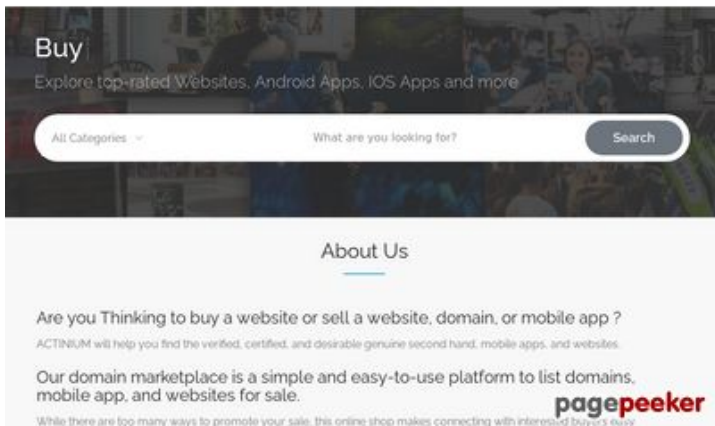 Buy
Explore top-rated Websites, Android Apps, IOS Apps and more
All Categories
What are you looking for?
Search
About Us
Are you Thinking to buy a website or sell a website, domain, or mobile app ?
ACTINIUM will help you find the verified, certified, and desirable genuine second hand, mobile apps, and websites.
Our domain marketplace is a simple and easy-to-use platform to list domains,
mobile app, and websites for sale.
While there are too many ways to promote your sale, this online shop makes connecting with interested buyers easy
pagepeeker